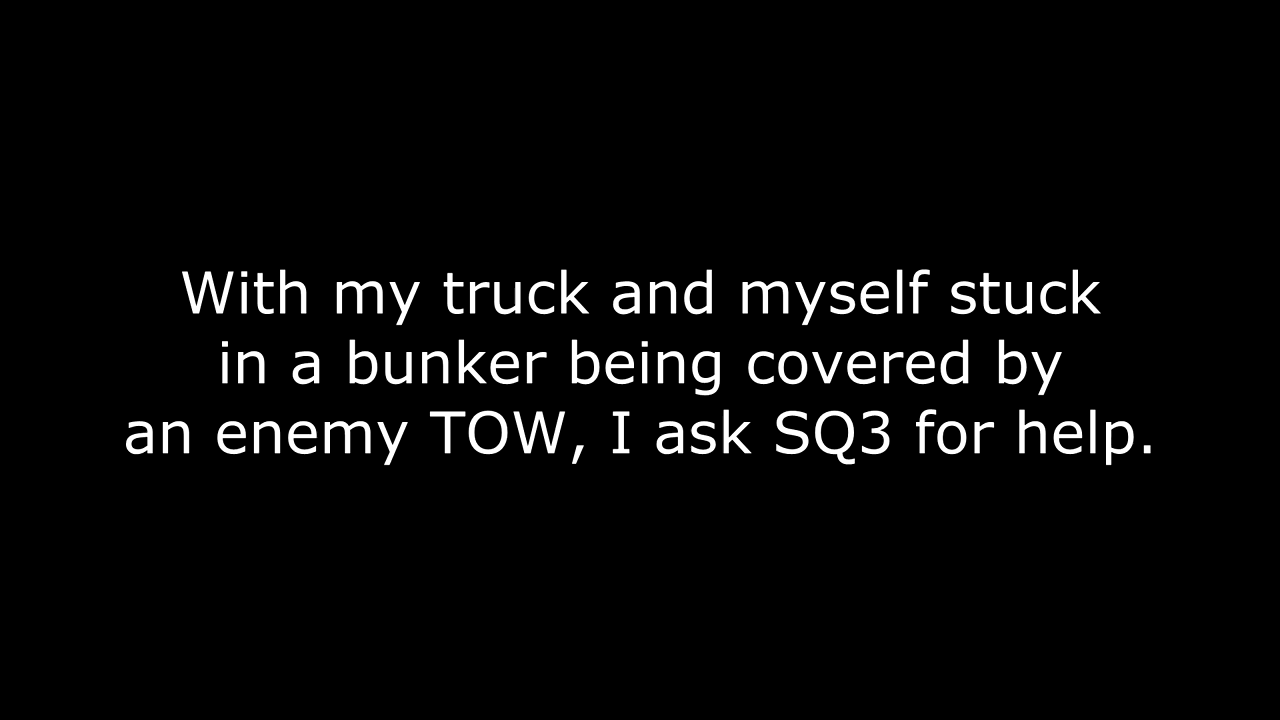 With my truck and myself stuck
in a bunker being covered by
an enemy TOW, I ask SQ3 for help.